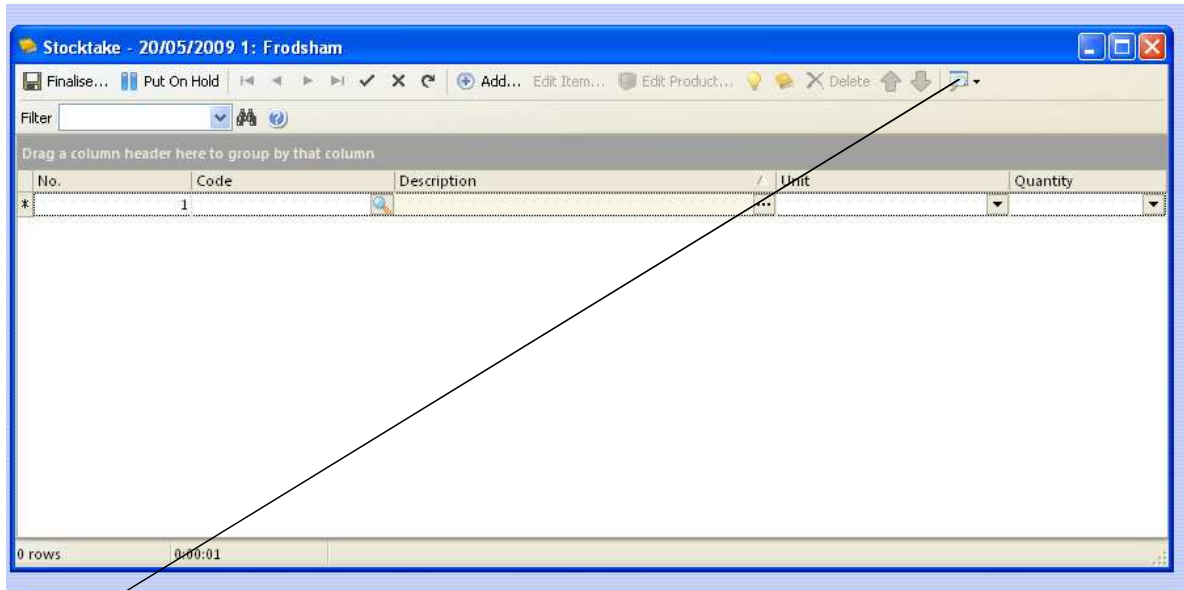 Stocktake - 20/05/2009 1: Frodsham
Finalise... Put On Hold Add... Edit Item... Edit Product... Delete
Filter
Drag a column header here to group by that column
No. Code Description Unit Quantity
* 1 ...
0 rows 0:00:01